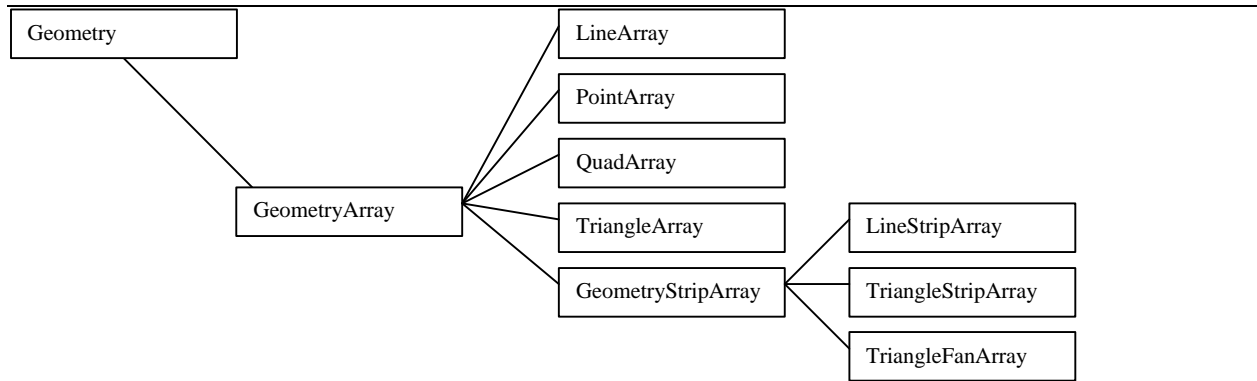 Geometry
LineArray
PointArray
QuadArray
GeometryArray
TriangleArray
LineStripArray
GeometryStripArray
TriangleStripArray
TriangleFanArray